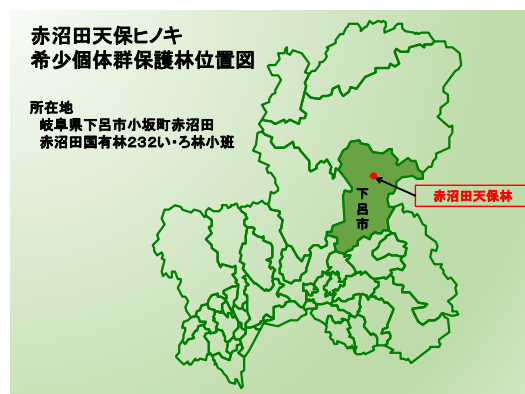 赤沼田天保ヒノキ
希少個体群保護林位置図
所在地
岐阜県下呂市小坂町赤沼田
赤沼田国有林232い・ろ林小班
下呂市
赤沼田天保林